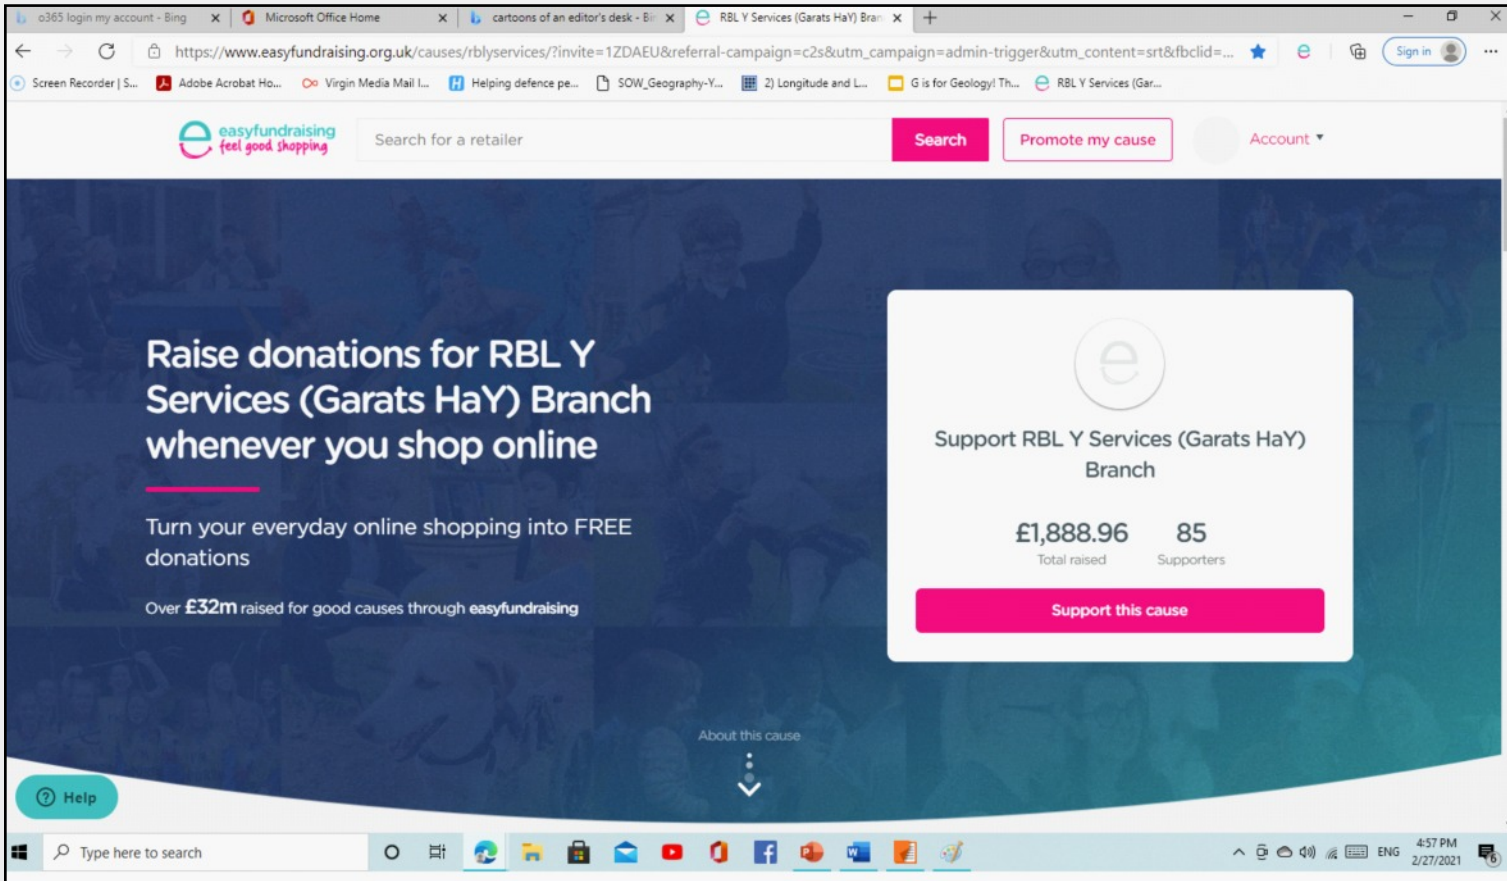 o365 login my account - Bing
Microsoft Office Home
cartoons of an editor's desk - Bi
RBL Y Services (Garats HaY) Bran
https://www.easyfundraising.org.uk/causes/rblyservices/?invite=1ZDAEU&referral-campaign=c2s&utm_campaign=admin-trigger&utm_content=srt&fbclid=...
Sign in
Screen Recorder | S...
Adobe Acrobat Ho...
Virgin Media Mail I...
Helping defence pe...
SOW_Geography-Y...
2) Longitude and L...
G is for Geology! Th...
RBL Y Services (Gar...
easyfundraising
feel good shopping
Search for a retailer
Search
Promote my cause
Account
Raise donations for RBL Y
Services (Garats HaY) Branch
whenever you shop online
Turn your everyday online shopping into FREE
donations
Over £32m raised for good causes through easyfundraising
Support RBL Y Services (Garats HaY)
Branch
£1,888.96 85
Total raised Supporters
Support this cause
About this cause
Help
Type here to search
ENG
4:57 PM
2/27/2021
6